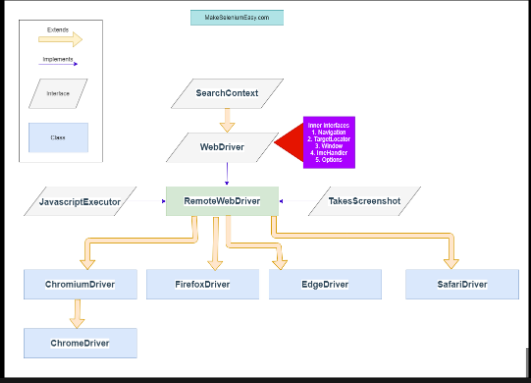 MakeSeleniumEasy.com
Extends
Implements
Interface
Class
SearchContext
WebDriver
Inner Interfaces
1. Navigation
2. TargetLocator
3. Window
4. ImeHandler
5. Options
JavascriptExecutor
RemoteWebDriver
TakesScreenshot
ChromiumDriver
FirefoxDriver
EdgeDriver
SafariDriver
ChromeDriver